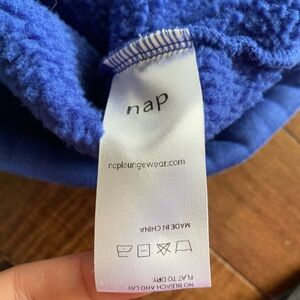 nap
naploungewear.com
MADE IN CHINA
NO BLEACH AND LAY
FLAT TO DRY.